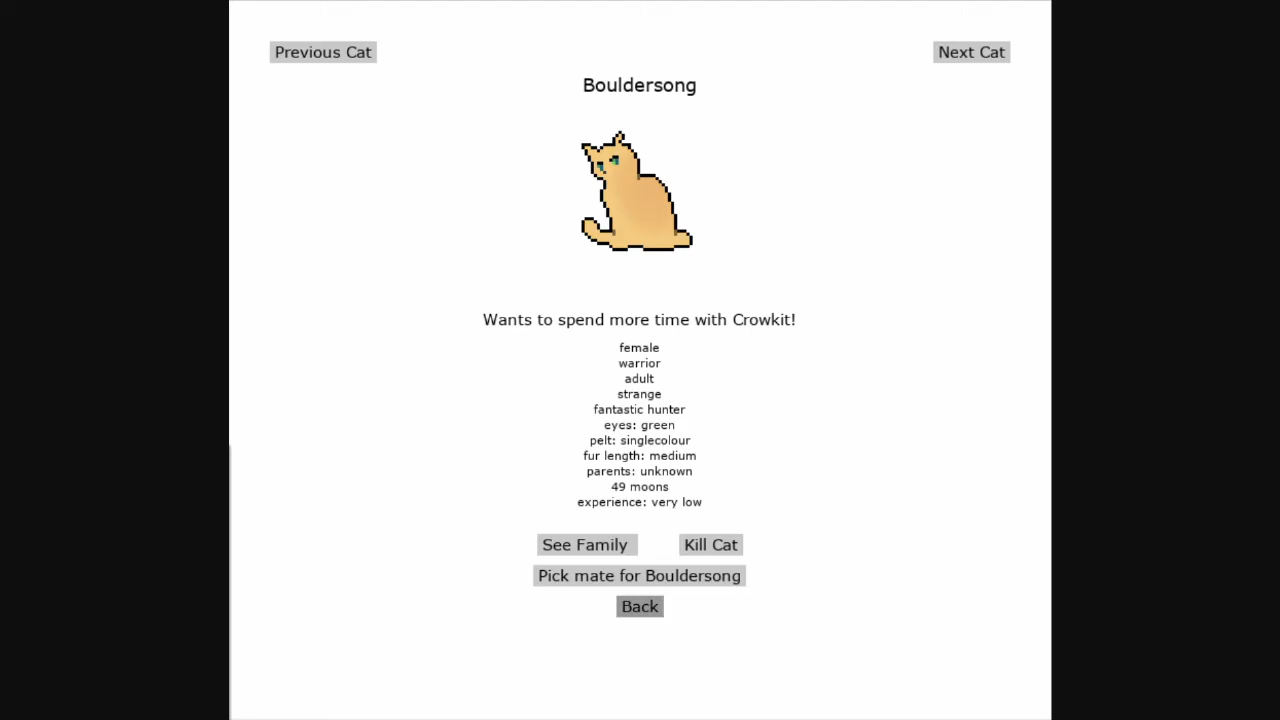 Previous Cat
Next Cat
Bouldersong
Wants to spend more time with Crowkit!
female
warrior
adult
strange
fantastic hunter
eyes: green
pelt: singlecolour
fur length: medium
parents: unknown
49 moons
experience: very low
See Family
Kill Cat
Pick mate for Bouldersong
Back